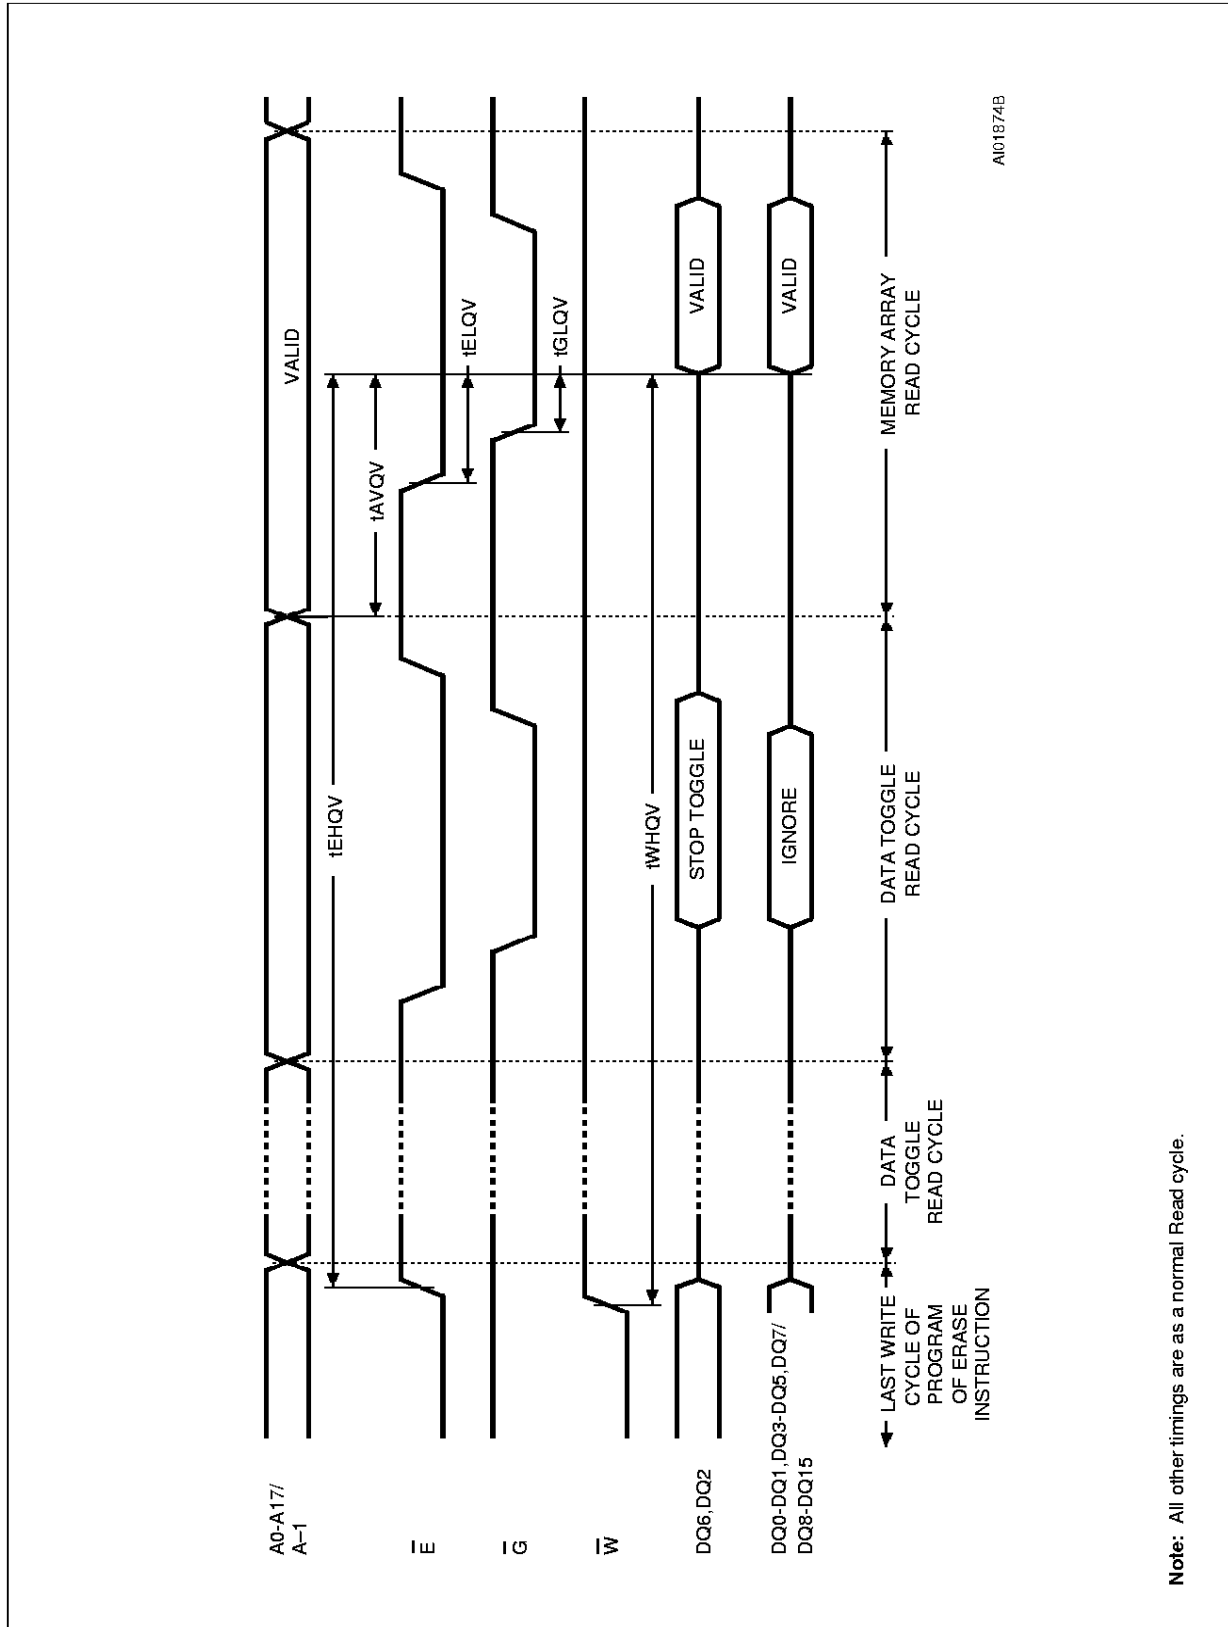 A0-A17/
A–1
VALID
tEHQV
tAVQV
E
tELQV
G
tGLQV
W
tWHQV
DQ6,DQ2
STOP TOGGLE
VALID
DQ0-DQ1,DQ3-DQ5,DQ7/
DQ8-DQ15
IGNORE
VALID
LAST WRITE
CYCLE OF
PROGRAM
OF ERASE
INSTRUCTION
DATA
TOGGLE
READ CYCLE
DATA TOGGLE
READ CYCLE
MEMORY ARRAY
READ CYCLE
AI01874B
Note: All other timings are as a normal Read cycle.